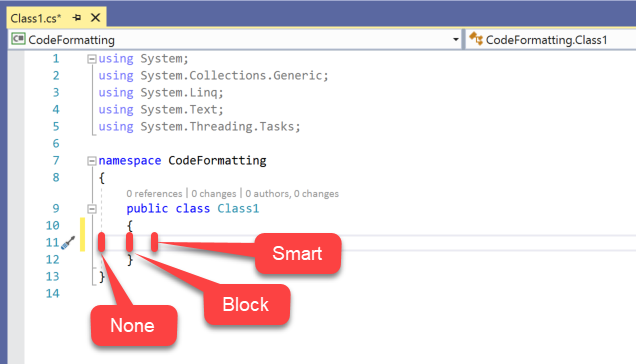 Class1.cs*
CodeFormatting
CodeFormatting.Class1
1 using System;
2 using System.Collections.Generic;
3 using System.Linq;
4 using System.Text;
5 using System.Threading.Tasks;
6
7 namespace CodeFormatting
8 {
0 references | 0 changes | 0 authors, 0 changes
9 public class Class1
10 {
11
12 }
13 }
14
Smart
Block
None